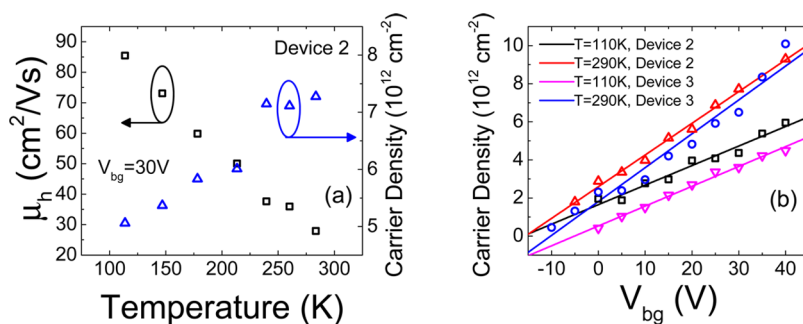 Device 2
V_bg=30V
(a)
μ_h (cm²/Vs)
90
80
70
60
50
40
30
20
100 150 200 250 300
Temperature (K)
8
7
6
5
Carrier Density (10¹² cm⁻²)
T=110K, Device 2
T=290K, Device 2
T=110K, Device 3
T=290K, Device 3
(b)
Carrier Density (10¹² cm⁻²)
10
8
6
4
2
0
-10 0 10 20 30 40
V_bg (V)